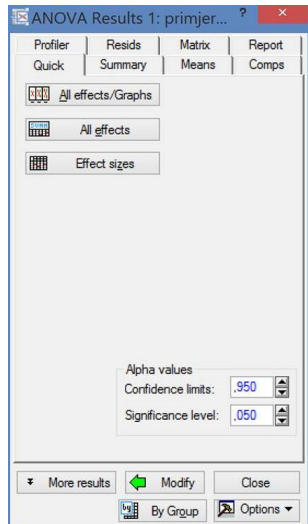 ANOVA Results 1: primjer... ?
Profiler Resids Matrix Report
Quick Summary Means Comps
All effects/Graphs
All effects
Effect sizes
Alpha values
Confidence limits: .950
Significance level: .050
More results Modify Close
By Group Options